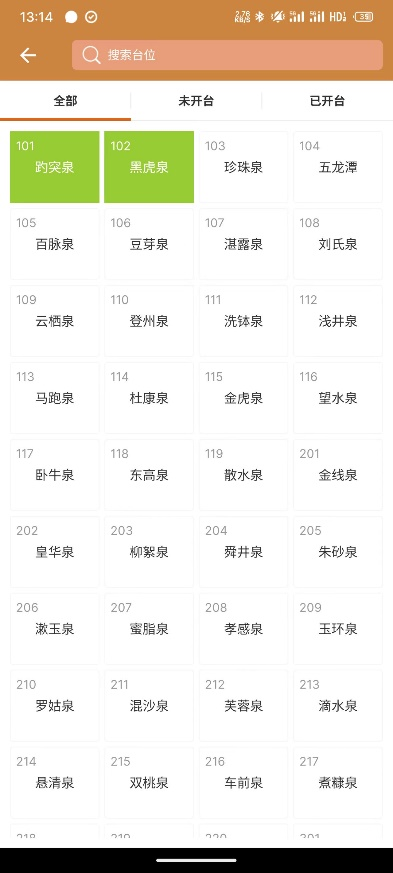 13:14
2.76 KB/S
5G
5G
HD
搜索台位
全部 未开台 已开台
101 102 103 104
趵突泉 黑虎泉 珍珠泉 五龙潭
105 106 107 108
百脉泉 豆芽泉 湛露泉 刘氏泉
109 110 111 112
云栖泉 登州泉 洗钵泉 浅井泉
113 114 115 116
马跑泉 杜康泉 金虎泉 望水泉
117 118 119 201
卧牛泉 东高泉 散水泉 金线泉
202 203 204 205
皇华泉 柳絮泉 舜井泉 朱砂泉
206 207 208 209
漱玉泉 蜜脂泉 孝感泉 玉环泉
210 211 212 213
罗姑泉 混沙泉 芙蓉泉 滴水泉
214 215 216 217
悬清泉 双桃泉 车前泉 煮糠泉